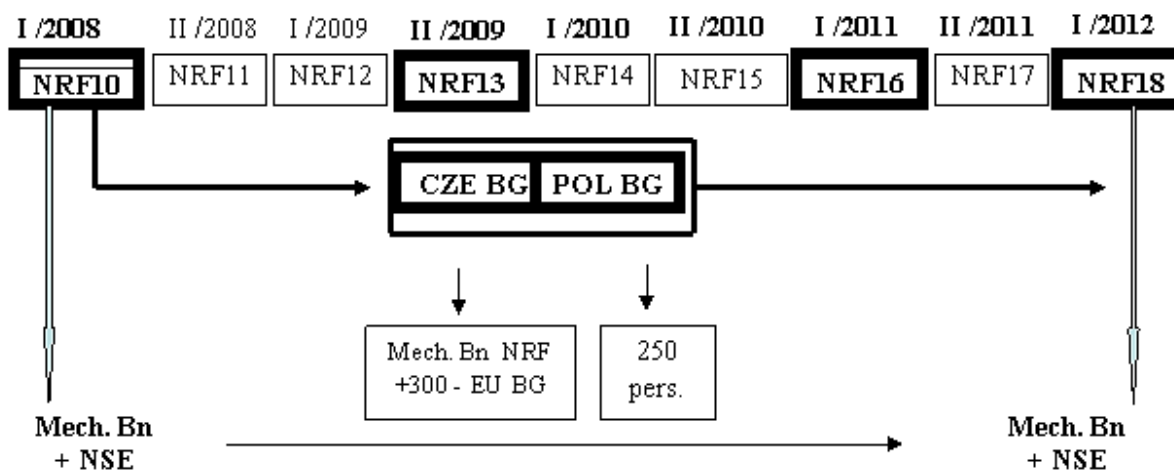 I /2008 II /2008 I /2009 II /2009 I /2010 II /2010 I /2011 II /2011 I /2012
NRF10 NRF11 NRF12 NRF13 NRF14 NRF15 NRF16 NRF17 NRF18
CZE BG POL BG
Mech. Bn NRF
+300 - EU BG
250
pers.
Mech. Bn
+ NSE
Mech. Bn
+ NSE